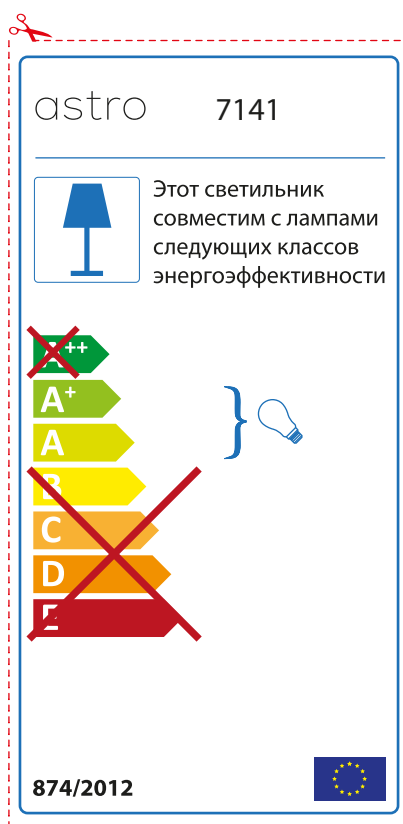 astro 7141
Этот светильник
совместим с лампами
следующих классов
энергоэффективности
A++
A+
A
B
C
D
E
874/2012